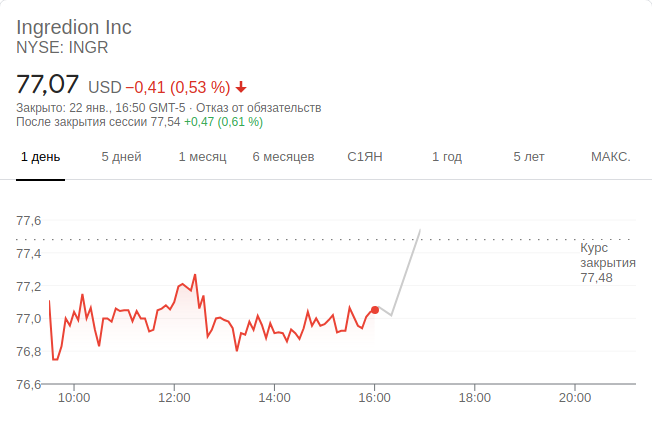 Ingredion Inc
NYSE: INGR
77,07 USD −0,41 (0,53 %)
Закрыто: 22 янв., 16:50 GMT-5 · Отказ от обязательств
После закрытия сессии 77,54 +0,47 (0,61 %)
1 день 5 дней 1 месяц 6 месяцев С1ЯН 1 год 5 лет МАКС.
77,6
77,4
77,2
77,0
76,8
76,6
Курс
закрытия
77,48
10:00 12:00 14:00 16:00 18:00 20:00